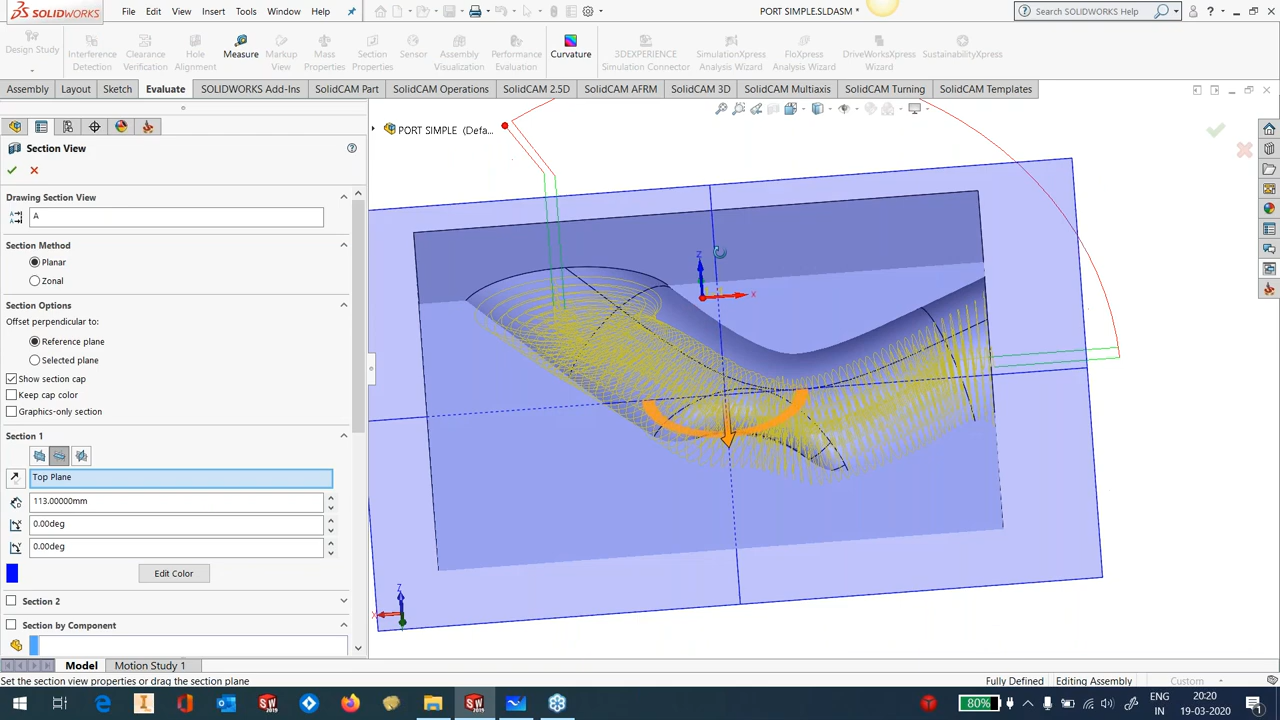 SOLIDWORKS File Edit View Insert Tools Window Help PORT SIMPLE.SLDASM * Search SOLIDWORKS Help
Design Study
Interference Detection
Clearance Verification
Hole Alignment
Measure
Markup View
Mass Properties
Section Properties
Sensor
Assembly Visualization
Performance Evaluation
Curvature
3DEXPERIENCE Simulation Connector
SimulationXpress Analysis Wizard
FloXpress Analysis Wizard
DriveWorksXpress Wizard
SustainabilityXpress
Assembly Layout Sketch Evaluate SOLIDWORKS Add-Ins SolidCAM Part SolidCAM Operations SolidCAM 2.5D SolidCAM AFRM SolidCAM 3D SolidCAM Multiaxis SolidCAM Turning SolidCAM Templates
PORT SIMPLE (Defa...
Section View
Drawing Section View
A
Section Method
Planar
Zonal
Section Options
Offset perpendicular to:
Reference plane
Selected plane
Show section cap
Keep cap color
Graphics-only section
Section 1
Top Plane
113.00000mm
0.00deg
0.00deg
Edit Color
Section 2
Section by Component
Z
X
Z
X
Model Motion Study 1
Set the section view properties or drag the section plane Fully Defined Editing Assembly Custom
80%
ENG
IN
20:20
19-03-2020